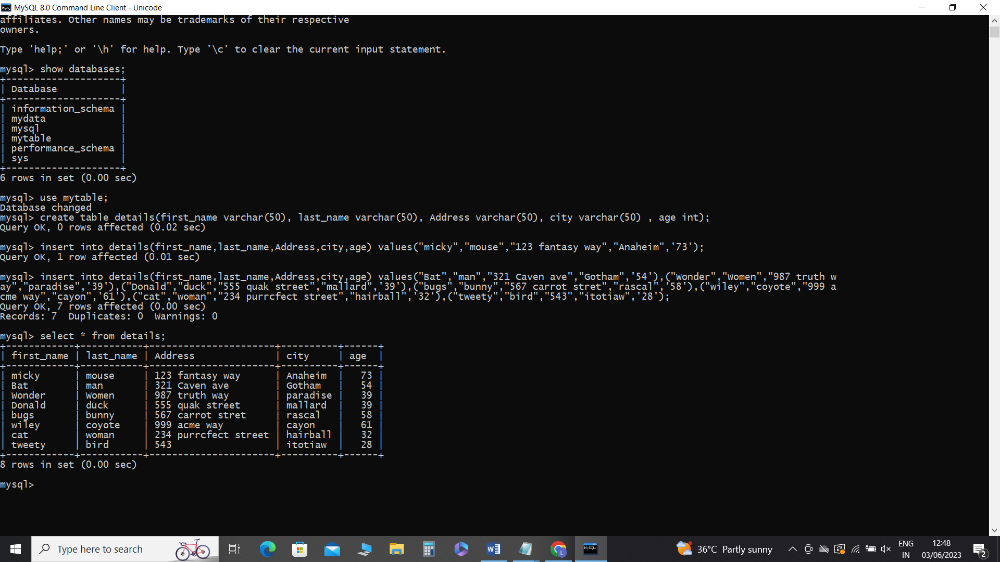 MySQL 8.0 Command Line Client - Unicode
affiliates. Other names may be trademarks of their respective
owners.
Type 'help;' or '\h' for help. Type '\c' to clear the current input statement.
mysql> show databases;
+--------------------+
| Database           |
+--------------------+
| information_schema |
| mydata             |
| mysql              |
| mytable            |
| performance_schema |
| sys                |
+--------------------+
6 rows in set (0.00 sec)
mysql> use mytable;
Database changed
mysql> create table details(first_name varchar(50), last_name varchar(50), Address varchar(50), city varchar(50) , age int);
Query OK, 0 rows affected (0.02 sec)
mysql> insert into details(first_name,last_name,Address,city,age) values("micky","mouse","123 fantasy way","Anaheim",'73');
Query OK, 1 row affected (0.01 sec)
mysql> insert into details(first_name,last_name,Address,city,age) values("Bat","man","321 Caven ave","Gotham",'54'),("Wonder","Women","987 truth w
ay","paradise",'39'),("Donald","duck","555 quak street","mallard",'39'),("bugs","bunny","567 carrot stret","rascal",'58'),("wiley","coyote","999 a
cme way","cayon",'61'),("cat","woman","234 purrcfect street","hairball",'32'),("tweety","bird","543","itotiaw",'28');
Query OK, 7 rows affected (0.00 sec)
Records: 7  Duplicates: 0  Warnings: 0
mysql> select * from details;
+------------+-----------+----------------------+----------+------+
| first_name | last_name | Address              | city     | age  |
+------------+-----------+----------------------+----------+------+
| micky      | mouse     | 123 fantasy way      | Anaheim  |   73 |
| Bat        | man       | 321 Caven ave        | Gotham   |   54 |
| Wonder     | Women     | 987 truth way        | paradise |   39 |
| Donald     | duck      | 555 quak street      | mallard  |   39 |
| bugs       | bunny     | 567 carrot stret     | rascal   |   58 |
| wiley      | coyote    | 999 acme way         | cayon    |   61 |
| cat        | woman     | 234 purrcfect street | hairball |   32 |
| tweety     | bird      | 543                  | itotiaw  |   28 |
+------------+-----------+----------------------+----------+------+
8 rows in set (0.00 sec)
mysql>
Type here to search
36°C Partly sunny
ENG
IN
12:48
03/06/2023
2